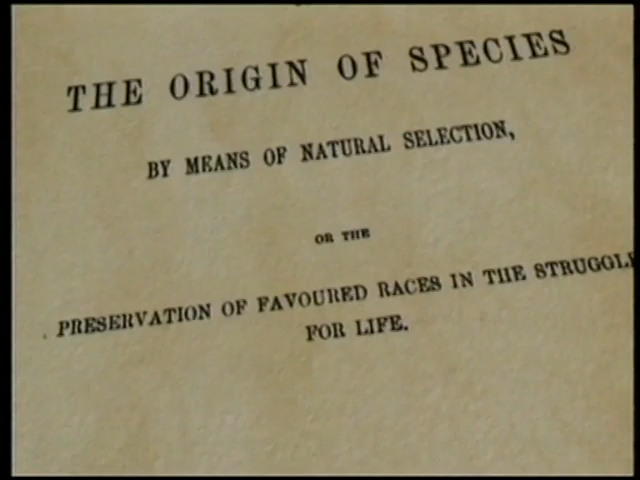 THE ORIGIN OF SPECIES
BY MEANS OF NATURAL SELECTION,
OR THE
PRESERVATION OF FAVOURED RACES IN THE STRUGGLE
FOR LIFE.